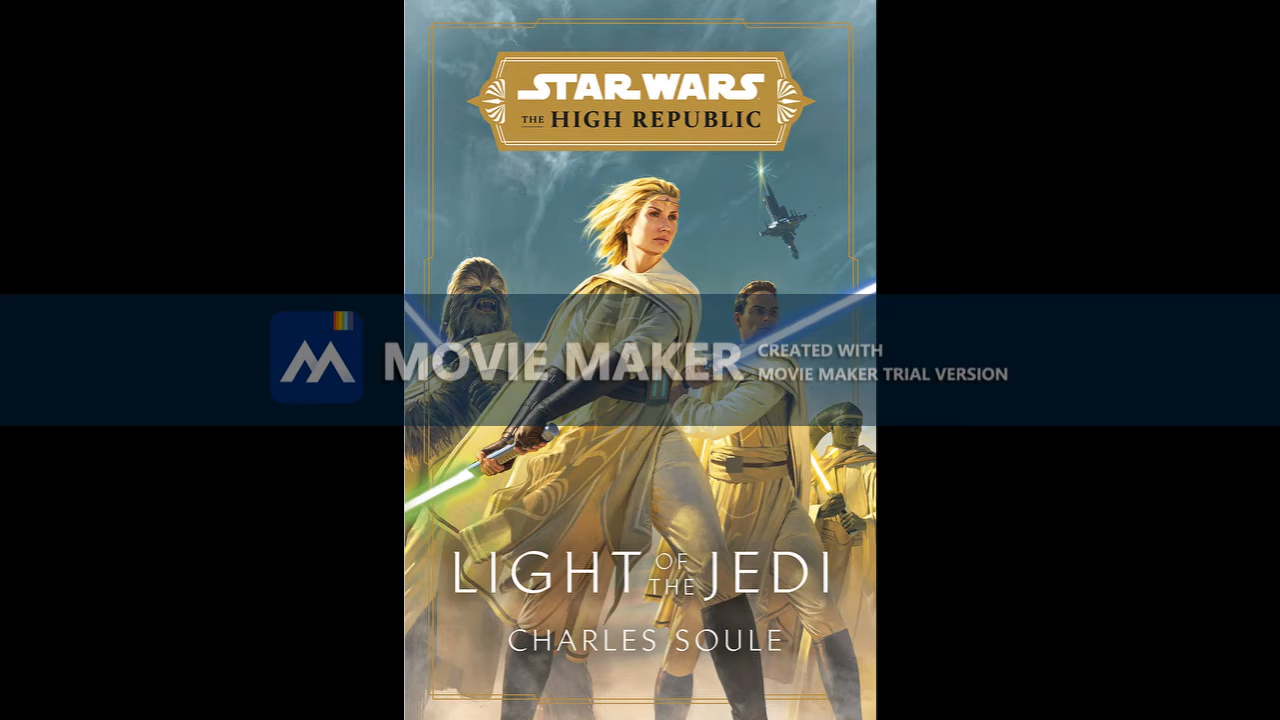 STAR WARS
THE HIGH REPUBLIC
MOVIE MAKER
CREATED WITH
MOVIE MAKER TRIAL VERSION
LIGHT OF THE JEDI
CHARLES SOULE